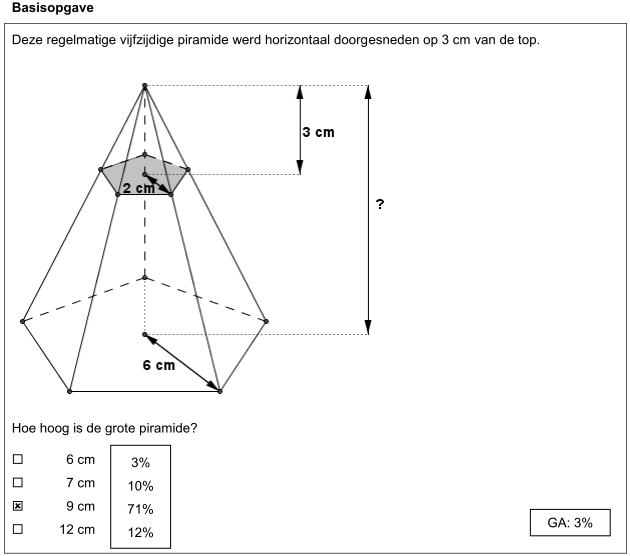 Basisopgave
Deze regelmatige vijfzijdige piramide werd horizontaal doorgesneden op 3 cm van de top.
3 cm
2 cm
?
6 cm
Hoe hoog is de grote piramide?
6 cm 3%
7 cm 10%
9 cm 71%
12 cm 12%
GA: 3%